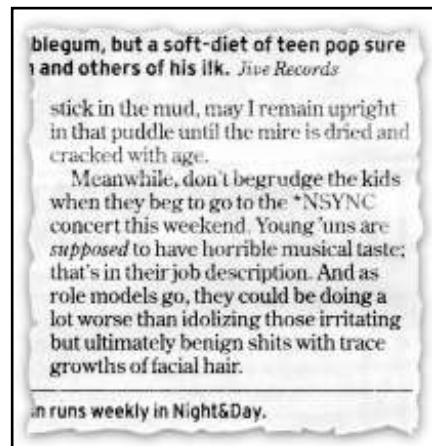 blegum, but a soft-diet of teen pop sure
and others of his ilk. Jive Records
stick in the mud, may I remain upright
in that puddle until the mire is dried and
cracked with age.
Meanwhile, don't begrudge the kids
when they beg to go to the *NSYNC
concert this weekend. Young 'uns are
supposed to have horrible musical taste;
that's in their job description. And as
role models go, they could be doing a
lot worse than idolizing those irritating
but ultimately benign shits with trace
growths of facial hair.
n runs weekly in Night&Day.